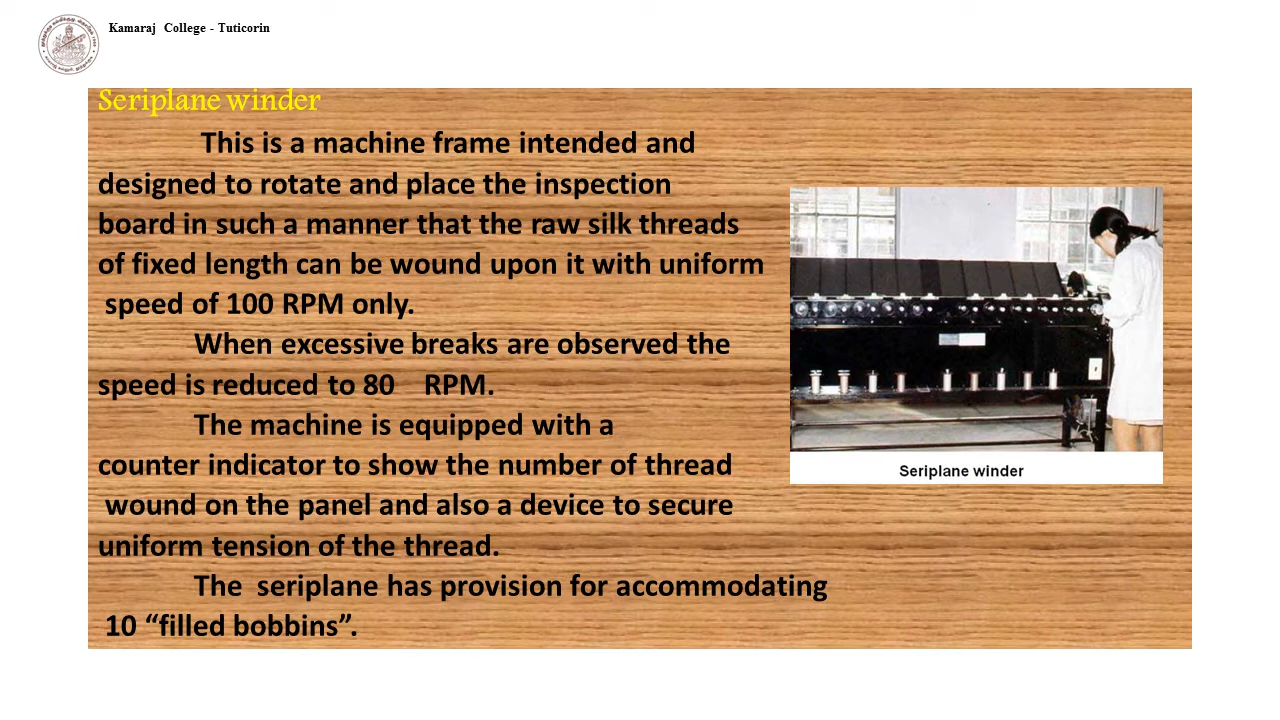 Kamaraj College - Tuticorin
Seriplane winder
This is a machine frame intended and
designed to rotate and place the inspection
board in such a manner that the raw silk threads
of fixed length can be wound upon it with uniform
speed of 100 RPM only.
When excessive breaks are observed the
speed is reduced to 80 RPM.
The machine is equipped with a
counter indicator to show the number of thread
wound on the panel and also a device to secure
uniform tension of the thread.
The seriplane has provision for accommodating
10 “filled bobbins”.
Seriplane winder